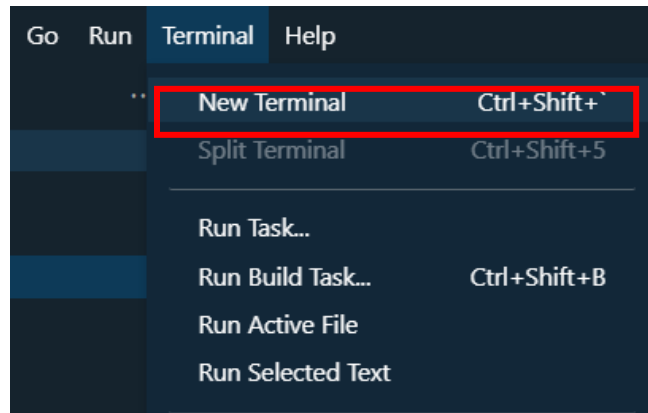 Go Run Terminal Help
New Terminal Ctrl+Shift+`
Split Terminal Ctrl+Shift+5
Run Task...
Run Build Task... Ctrl+Shift+B
Run Active File
Run Selected Text